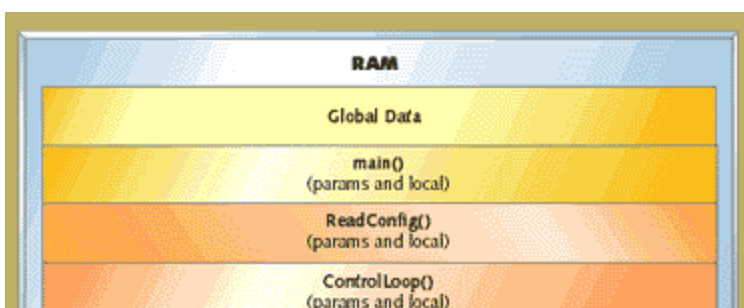 RAM
Global Data
main()
(params and local)
ReadConfig()
(params and local)
ControlLoop()
(params and local)